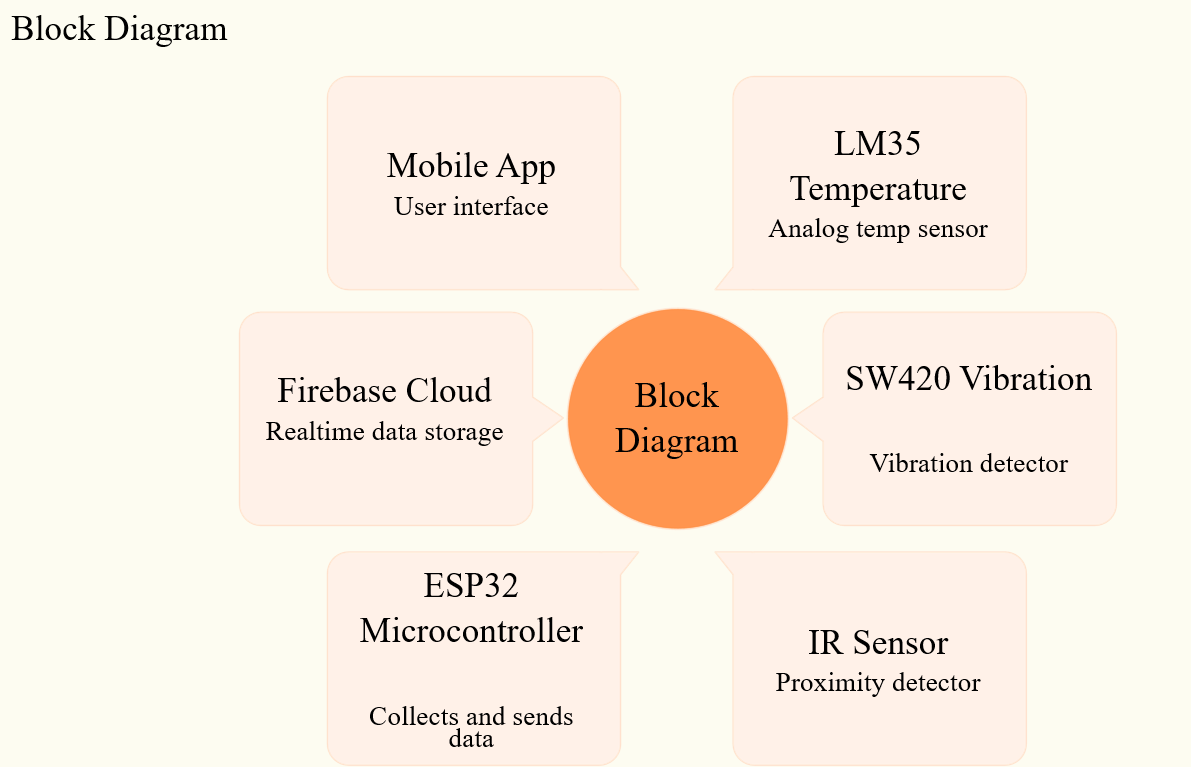 Block Diagram
Mobile App
User interface
LM35
Temperature
Analog temp sensor
Firebase Cloud
Realtime data storage
Block
Diagram
SW420 Vibration
Vibration detector
ESP32
Microcontroller
Collects and sends
data
IR Sensor
Proximity detector